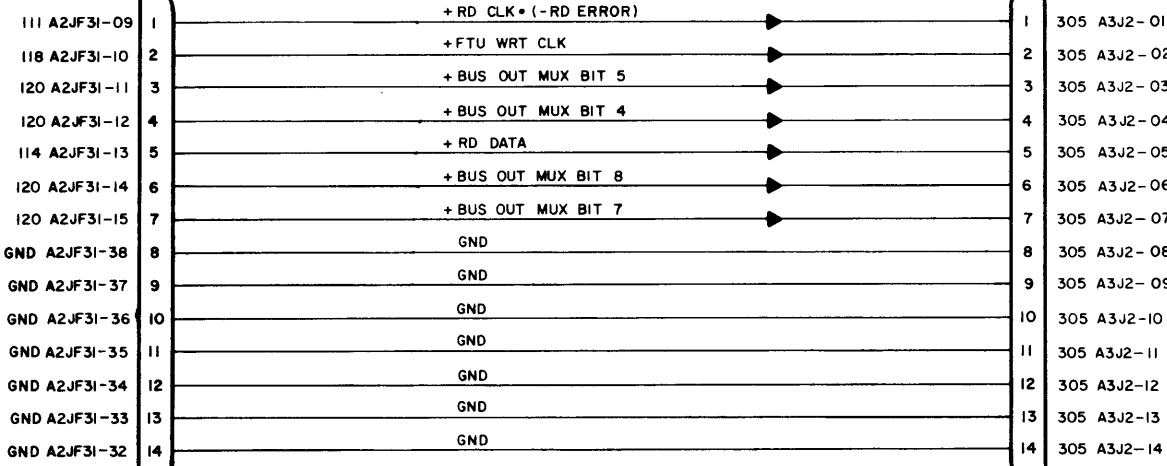 111 A2JF31-09 1 +RD CLK•(-RD ERROR) 1 305 A3J2-01
118 A2JF31-10 2 +FTU WRT CLK 2 305 A3J2-02
120 A2JF31-11 3 +BUS OUT MUX BIT 5 3 305 A3J2-03
120 A2JF31-12 4 +BUS OUT MUX BIT 4 4 305 A3J2-04
114 A2JF31-13 5 +RD DATA 5 305 A3J2-05
120 A2JF31-14 6 +BUS OUT MUX BIT 8 6 305 A3J2-06
120 A2JF31-15 7 +BUS OUT MUX BIT 7 7 305 A3J2-07
GND A2JF31-38 8 GND 8 305 A3J2-08
GND A2JF31-37 9 GND 9 305 A3J2-09
GND A2JF31-36 10 GND 10 305 A3J2-10
GND A2JF31-35 11 GND 11 305 A3J2-11
GND A2JF31-34 12 GND 12 305 A3J2-12
GND A2JF31-33 13 GND 13 305 A3J2-13
GND A2JF31-32 14 GND 14 305 A3J2-14